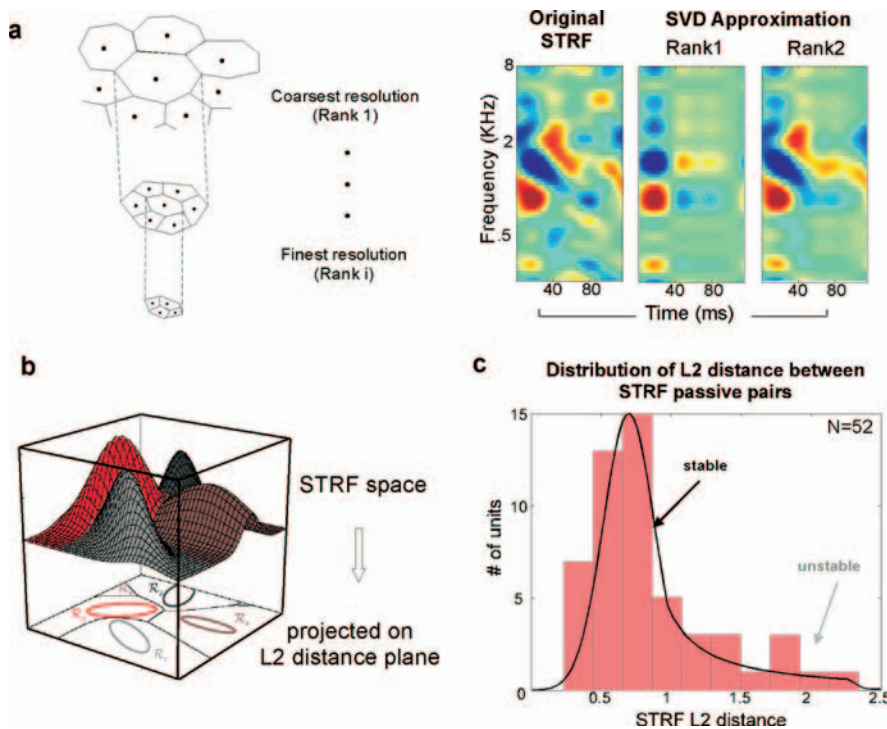 a
Coarsest resolution
(Rank 1)
Finest resolution
(Rank i)
Original
STRF
SVD Approximation
Rank1
Rank2
Frequency (KHz)
8
2
.5
40 80
40 80
40 80
Time (ms)
b
STRF space
projected on
L2 distance plane
c
Distribution of L2 distance between
STRF passive pairs
N=52
stable
unstable
# of units
15
10
5
0
0.5 1 1.5 2 2.5
STRF L2 distance